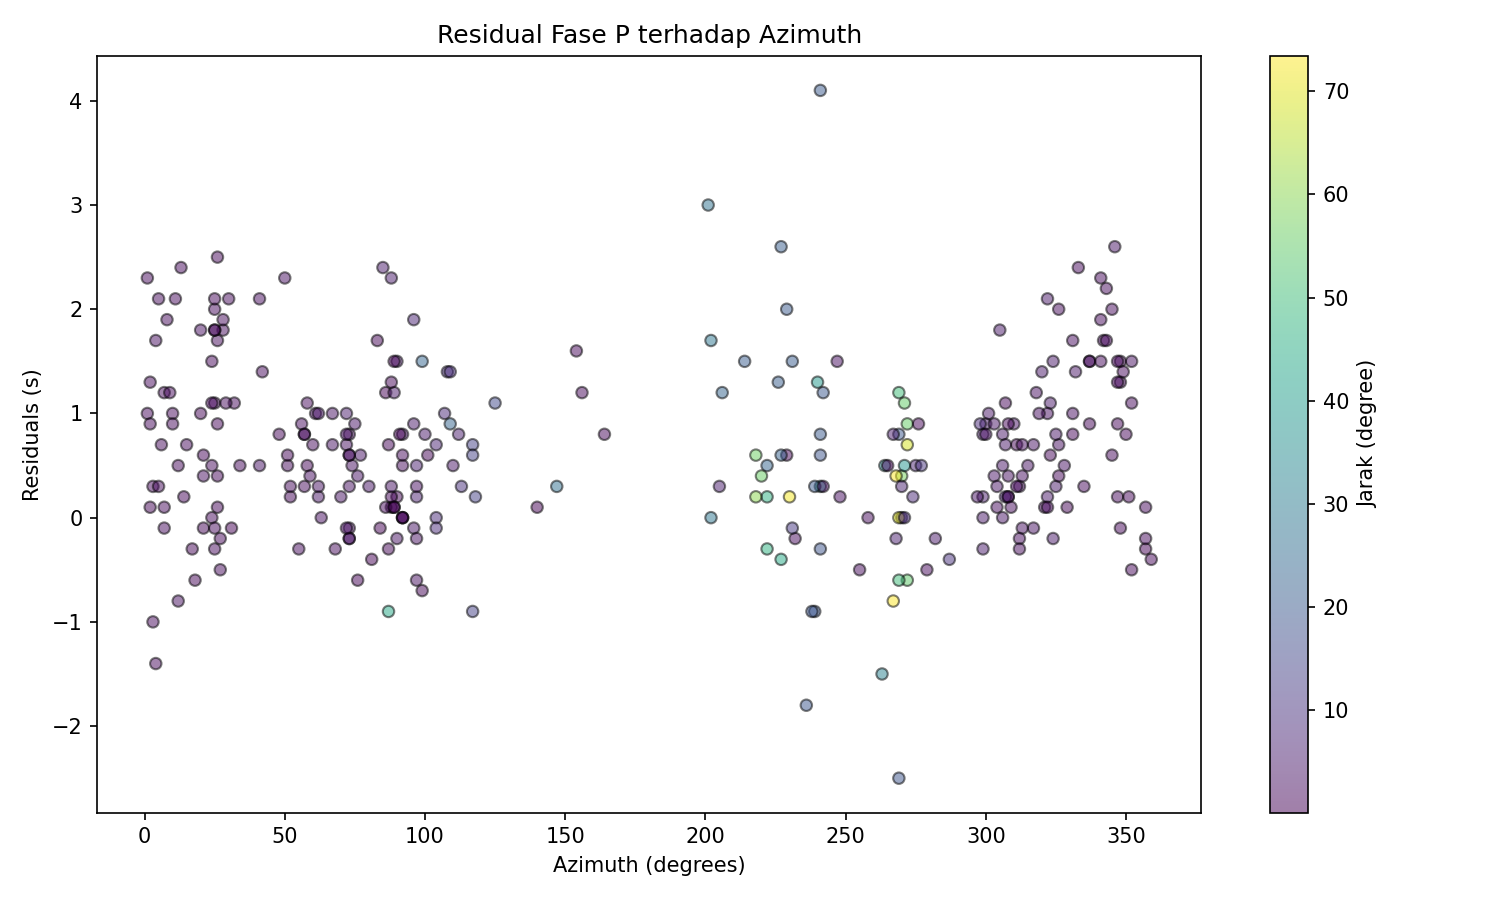 Residual Fase P terhadap Azimuth
Residuals (s)
4
3
2
1
0
−1
−2
0 50 100 150 200 250 300 350
Azimuth (degrees)
70
60
50
40
30
20
10
Jarak (degree)